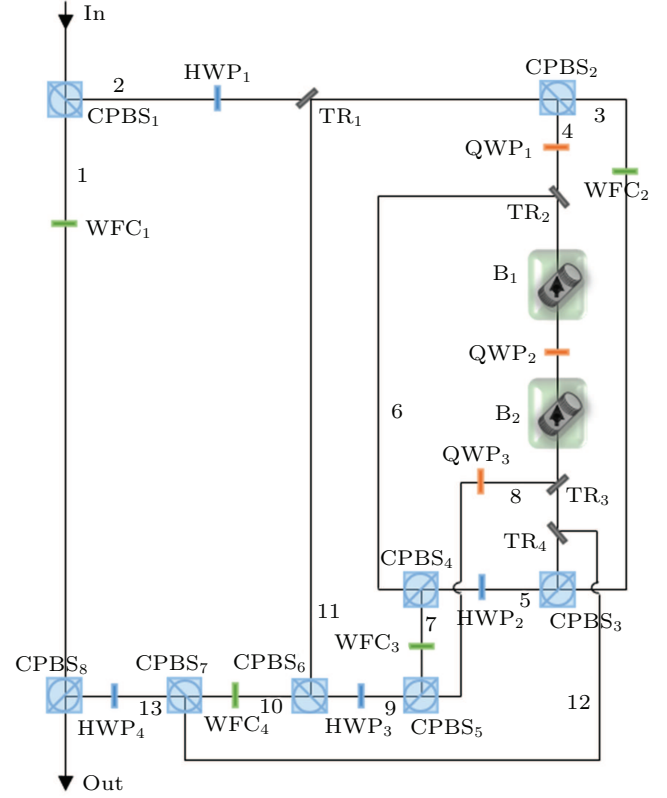 In
2
HWP₁
CPBS₂
CPBS₁
TR₁
3
4
QWP₁
1
WFC₂
TR₂
WFC₁
B₁
QWP₂
6
B₂
QWP₃
8
TR₃
TR₄
CPBS₄
5
HWP₂
CPBS₃
11
7
WFC₃
CPBS₈
CPBS₇
CPBS₆
13
10
9
12
HWP₄
WFC₄
HWP₃
CPBS₅
Out